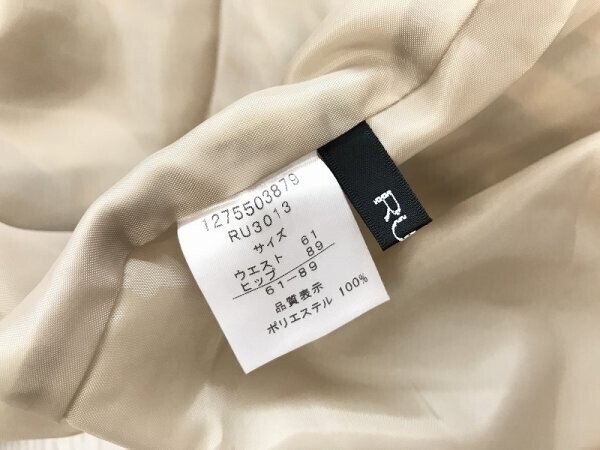 1275503879
RU3013
サイズ
ウエスト 61
ヒップ 89
61-89
品質表示
ポリエステル 100%